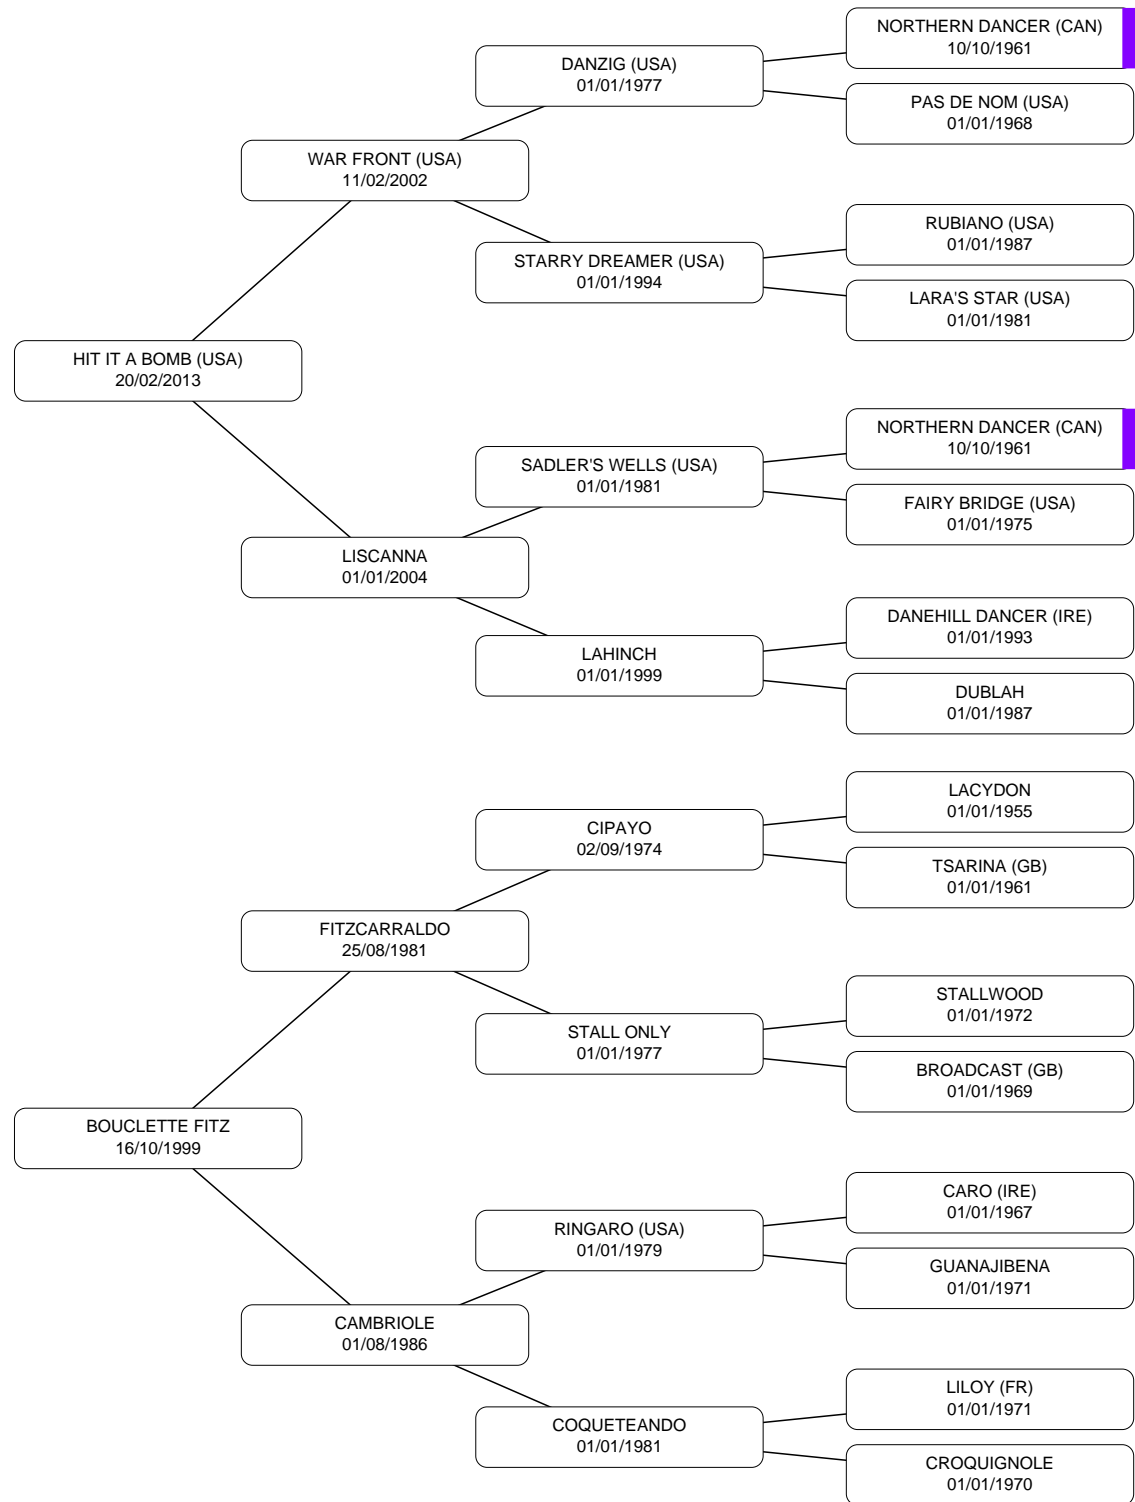 NORTHERN DANCER (CAN)
10/10/1961
DANZIG (USA)
01/01/1977
PAS DE NOM (USA)
01/01/1968
WAR FRONT (USA)
11/02/2002
RUBIANO (USA)
01/01/1987
STARRY DREAMER (USA)
01/01/1994
LARA'S STAR (USA)
01/01/1981
HIT IT A BOMB (USA)
20/02/2013
NORTHERN DANCER (CAN)
10/10/1961
SADLER'S WELLS (USA)
01/01/1981
FAIRY BRIDGE (USA)
01/01/1975
LISCANNA
01/01/2004
DANEHILL DANCER (IRE)
01/01/1993
LAHINCH
01/01/1999
DUBLAH
01/01/1987
LACYDON
01/01/1955
CIPAYO
02/09/1974
TSARINA (GB)
01/01/1961
FITZCARRALDO
25/08/1981
STALLWOOD
01/01/1972
STALL ONLY
01/01/1977
BROADCAST (GB)
01/01/1969
BOUCLETTE FITZ
16/10/1999
CARO (IRE)
01/01/1967
RINGARO (USA)
01/01/1979
GUANAJIBENA
01/01/1971
CAMBRIOLE
01/08/1986
LILOY (FR)
01/01/1971
COQUETEANDO
01/01/1981
CROQUIGNOLE
01/01/1970